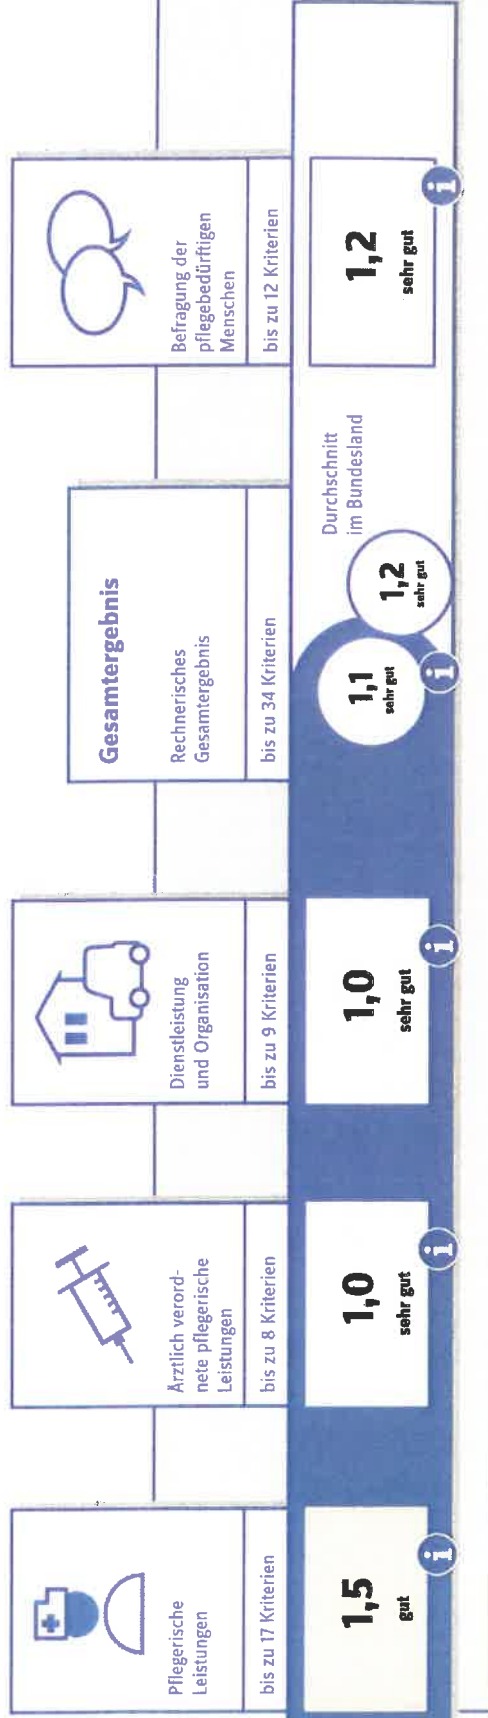 Pflegerische
Leistungen
bis zu 17 Kriterien
1,5
gut
i
Ärztlich verord-
nete pflegerische
Leistungen
bis zu 8 Kriterien
1,0
sehr gut
i
Dienstleistung
und Organisation
bis zu 9 Kriterien
1,0
sehr gut
i
Gesamtergebnis
Rechnerisches
Gesamtergebnis
bis zu 34 Kriterien
1,1
sehr gut
i
1,2
sehr gut
Durchschnitt
im Bundesland
Befragung der
pflegebedürftigen
Menschen
bis zu 12 Kriterien
1,2
sehr gut
i